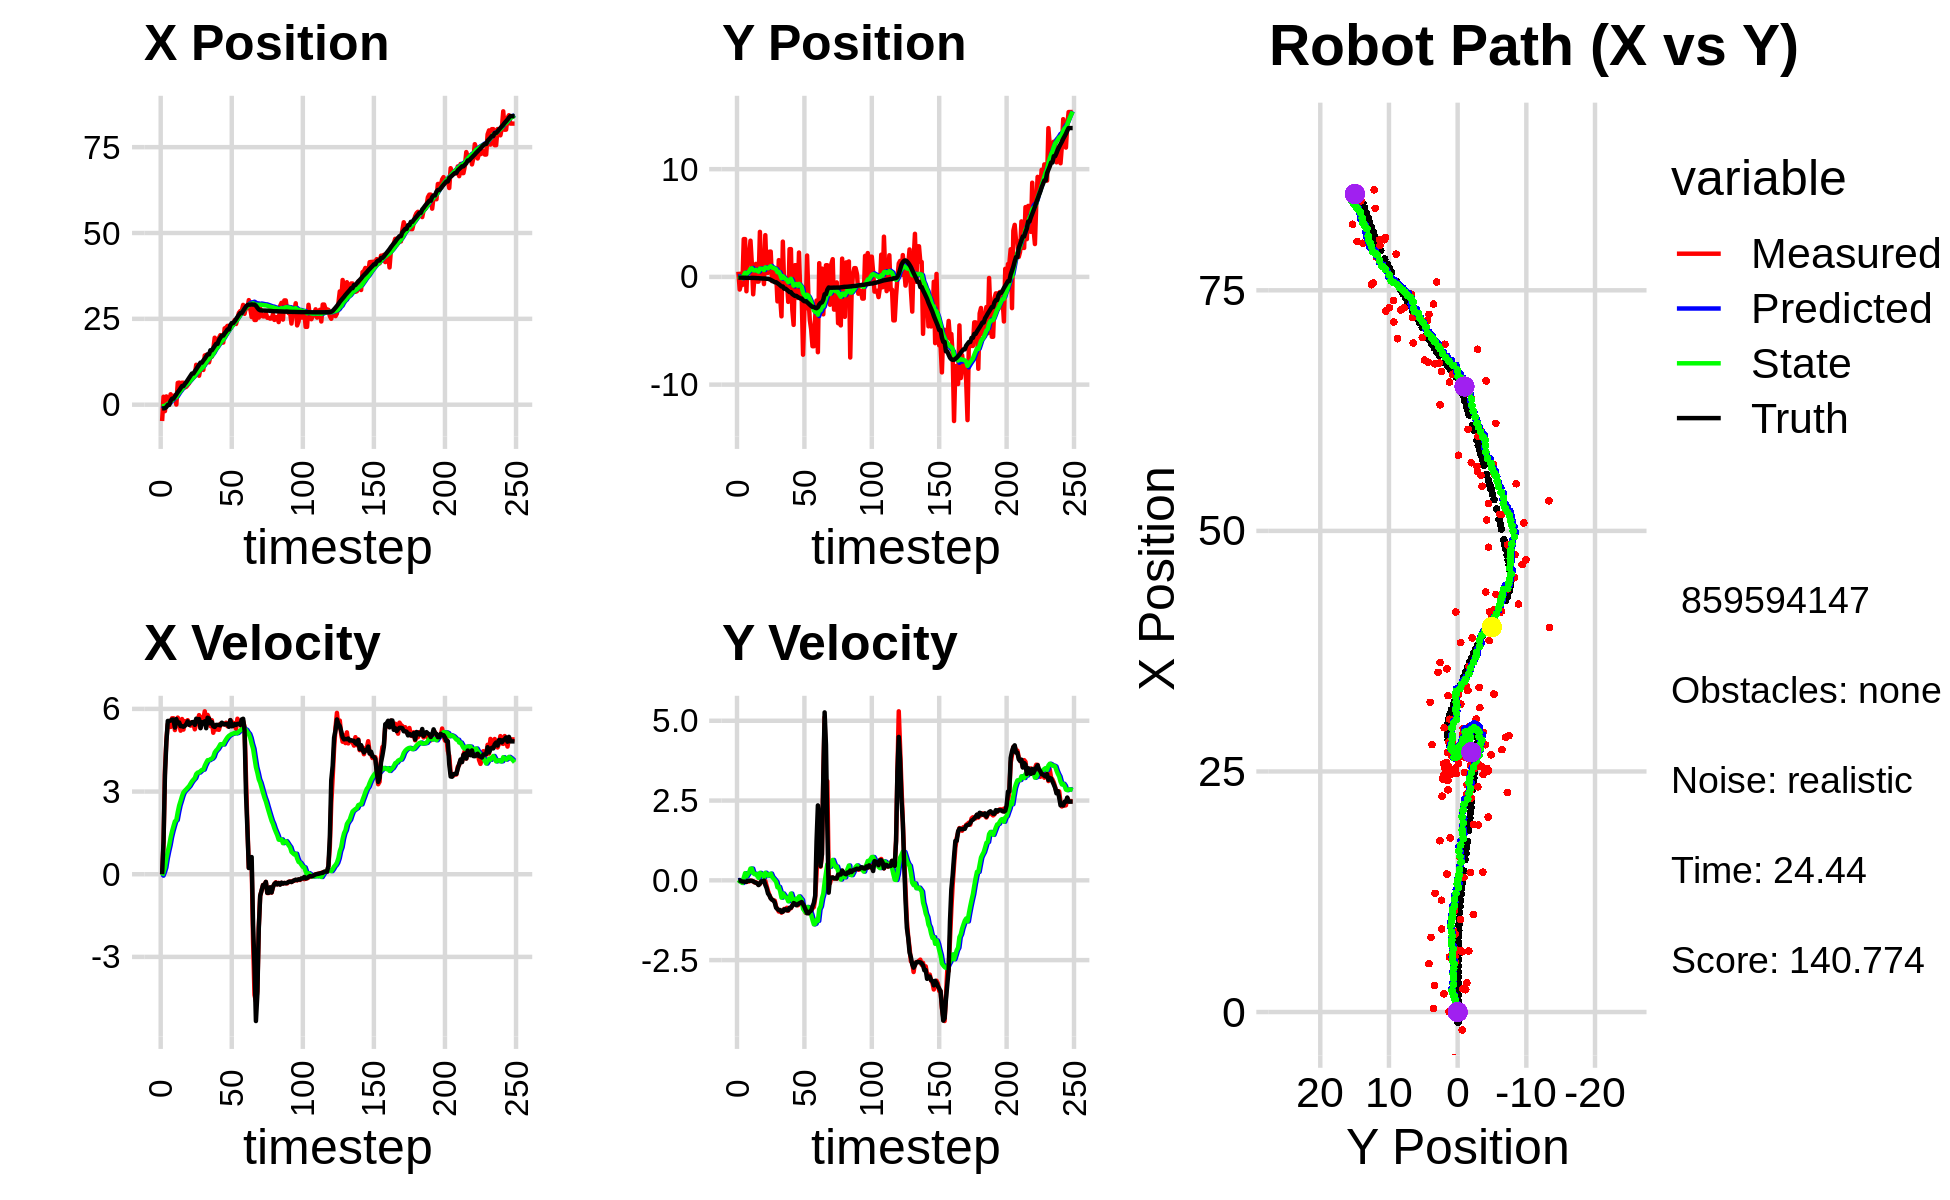 X Position
75
50
25
0
0
50
100
150
200
250
timestep
Y Position
10
0
-10
0
50
100
150
200
250
timestep
X Velocity
6
3
0
-3
0
50
100
150
200
250
timestep
Y Velocity
5.0
2.5
0.0
-2.5
0
50
100
150
200
250
timestep
Robot Path (X vs Y)
X Position
75
50
25
0
20 10 0 -10 -20
Y Position
variable
Measured
Predicted
State
Truth
859594147
Obstacles: none
Noise: realistic
Time: 24.44
Score: 140.774